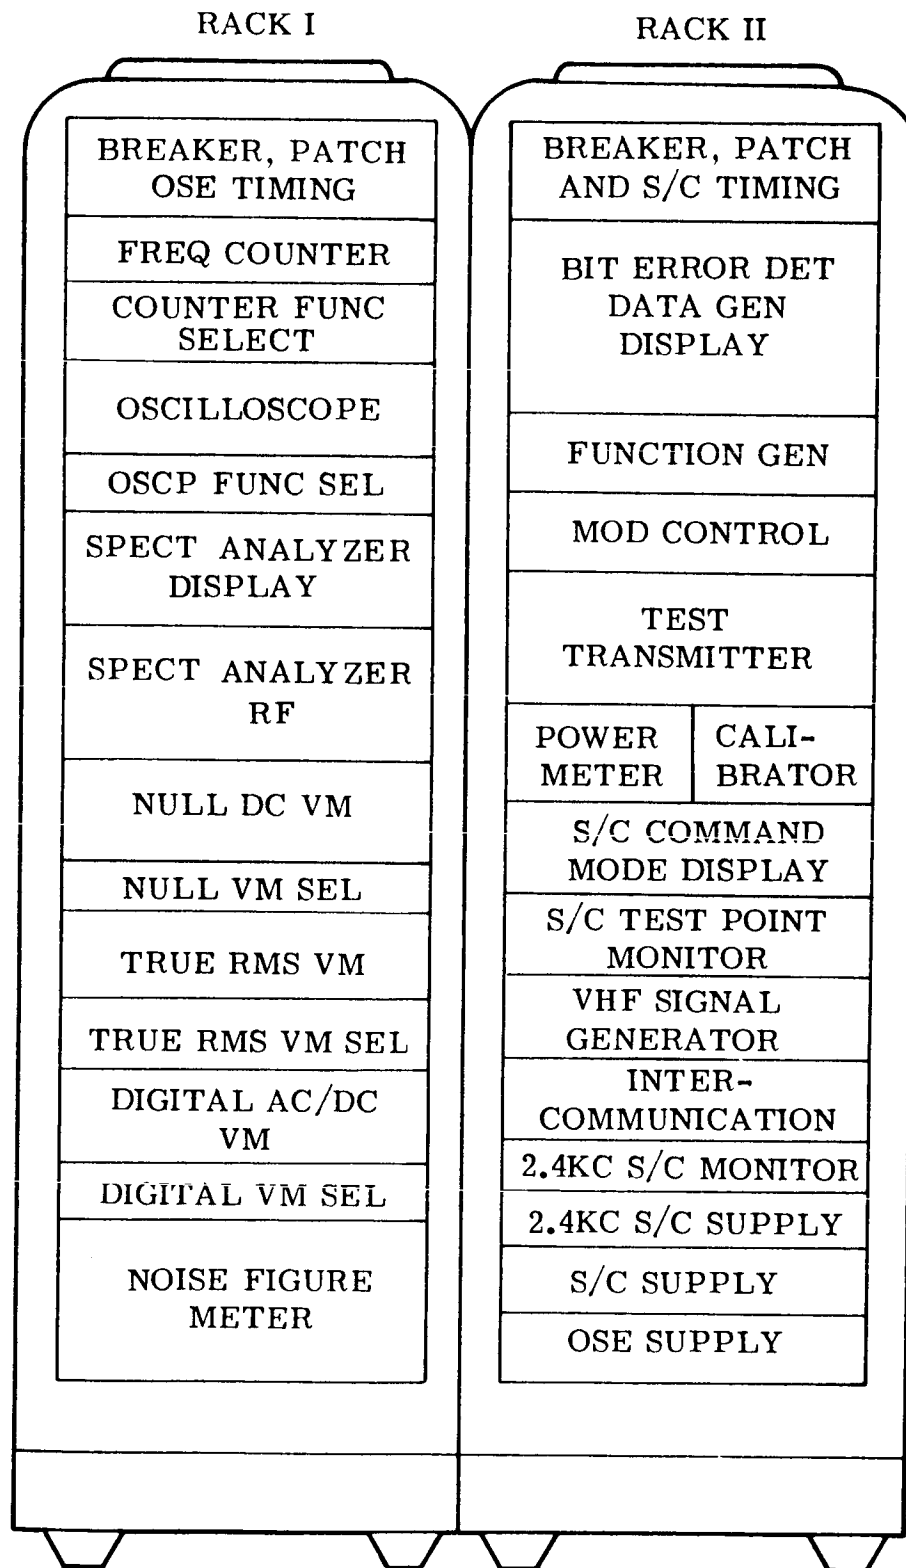 RACK I
BREAKER, PATCH
OSE TIMING
FREQ COUNTER
COUNTER FUNC
SELECT
OSCILLOSCOPE
OSCP FUNC SEL
SPECT ANALYZER
DISPLAY
SPECT ANALYZER
RF
NULL DC VM
NULL VM SEL
TRUE RMS VM
TRUE RMS VM SEL
DIGITAL AC/DC
VM
DIGITAL VM SEL
NOISE FIGURE
METER
RACK II
BREAKER, PATCH
AND S/C TIMING
BIT ERROR DET
DATA GEN
DISPLAY
FUNCTION GEN
MOD CONTROL
TEST
TRANSMITTER
POWER
METER
CALI-
BRATOR
S/C COMMAND
MODE DISPLAY
S/C TEST POINT
MONITOR
VHF SIGNAL
GENERATOR
INTER-
COMMUNICATION
2.4KC S/C MONITOR
2.4KC S/C SUPPLY
S/C SUPPLY
OSE SUPPLY